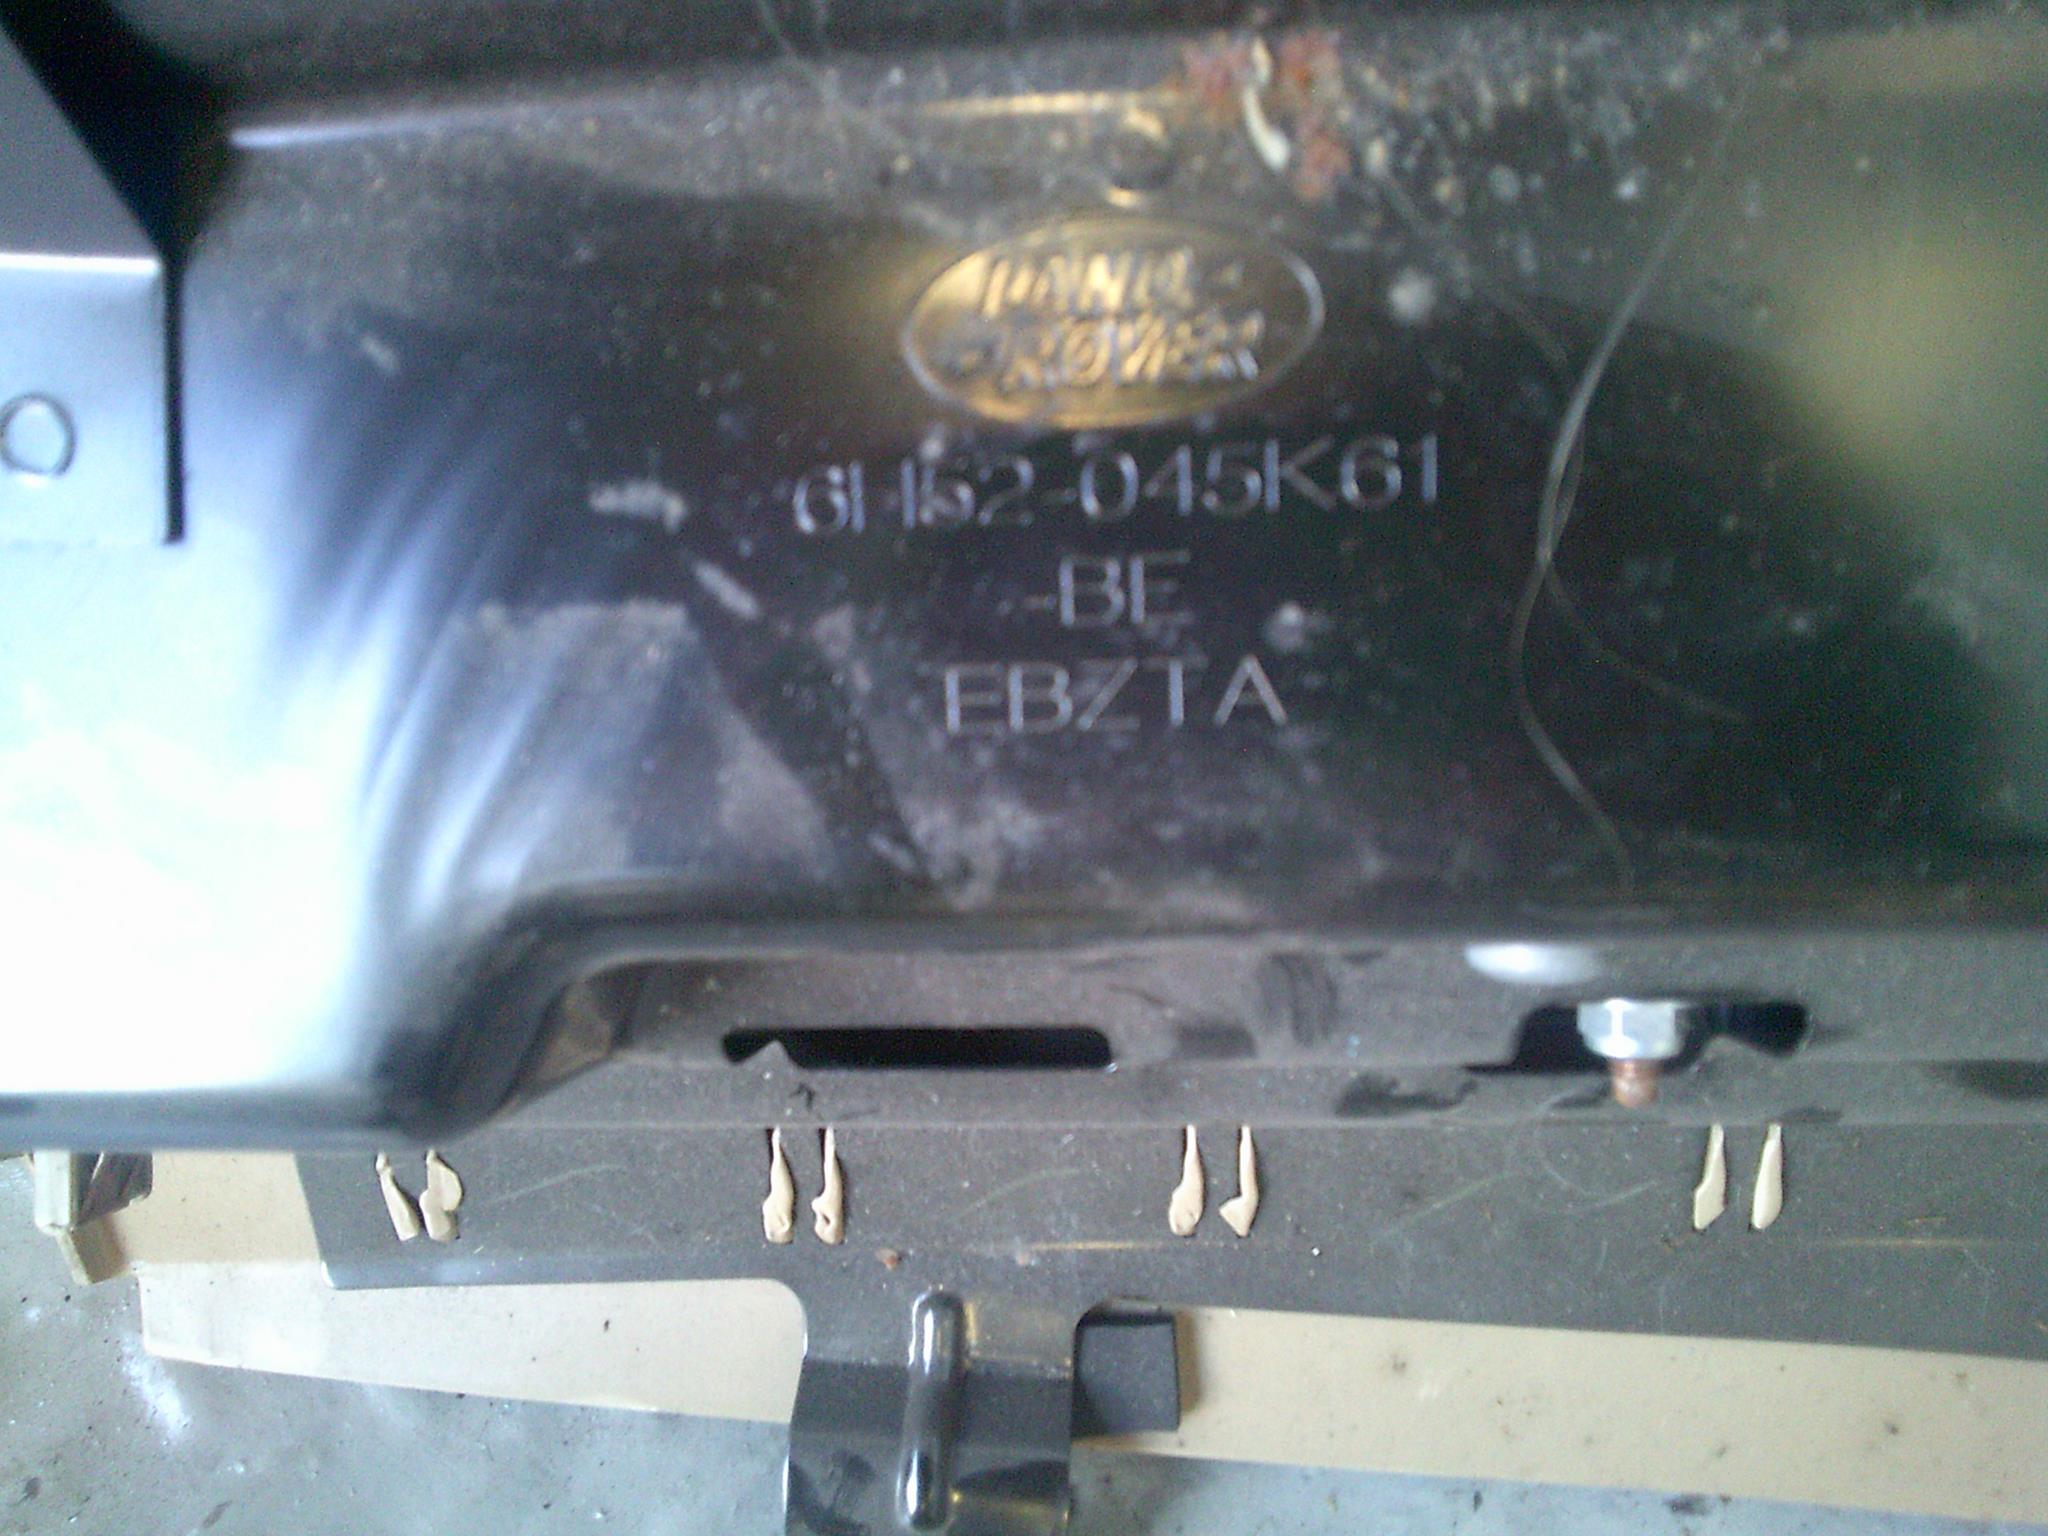 LAND-
-ROVER
6H52-045K61
-BE
EBZTA